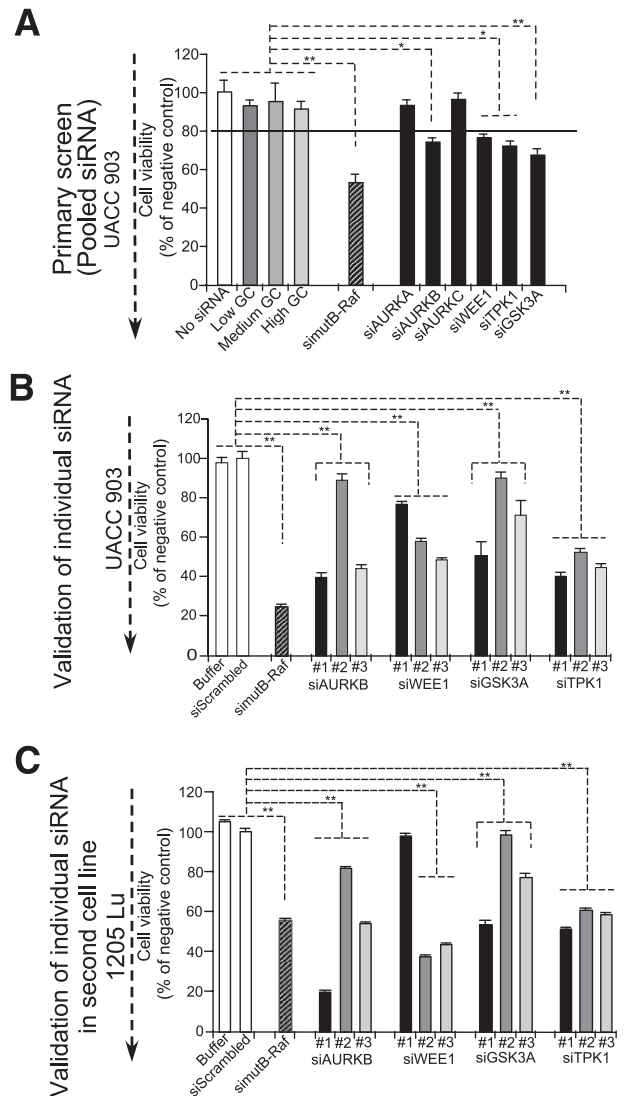 A
Primary screen
(Pooled siRNA)
UACC 903
Cell viability
(% of negative control)
120
100
80
60
40
20
0
**
*
*
**
No siRNA
Low GC
Medium GC
High GC
simutB-Raf
siAURKA
siAURKB
siAURKC
siWEE1
siTPK1
siGSK3A
B
Validation of individual siRNA
UACC 903
Cell viability
(% of negative control)
120
100
80
60
40
20
0
**
**
**
**
**
Buffer
siScrambled
simutB-Raf
#1 #2 #3
siAURKB
#1 #2 #3
siWEE1
#1 #2 #3
siGSK3A
#1 #2 #3
siTPK1
C
Validation of individual siRNA
in second cell line
1205 Lu
Cell viability
(% of negative control)
120
100
80
60
40
20
0
**
**
**
**
**
Buffer
siScrambled
simutB-Raf
#1 #2 #3
siAURKB
#1 #2 #3
siWEE1
#1 #2 #3
siGSK3A
#1 #2 #3
siTPK1